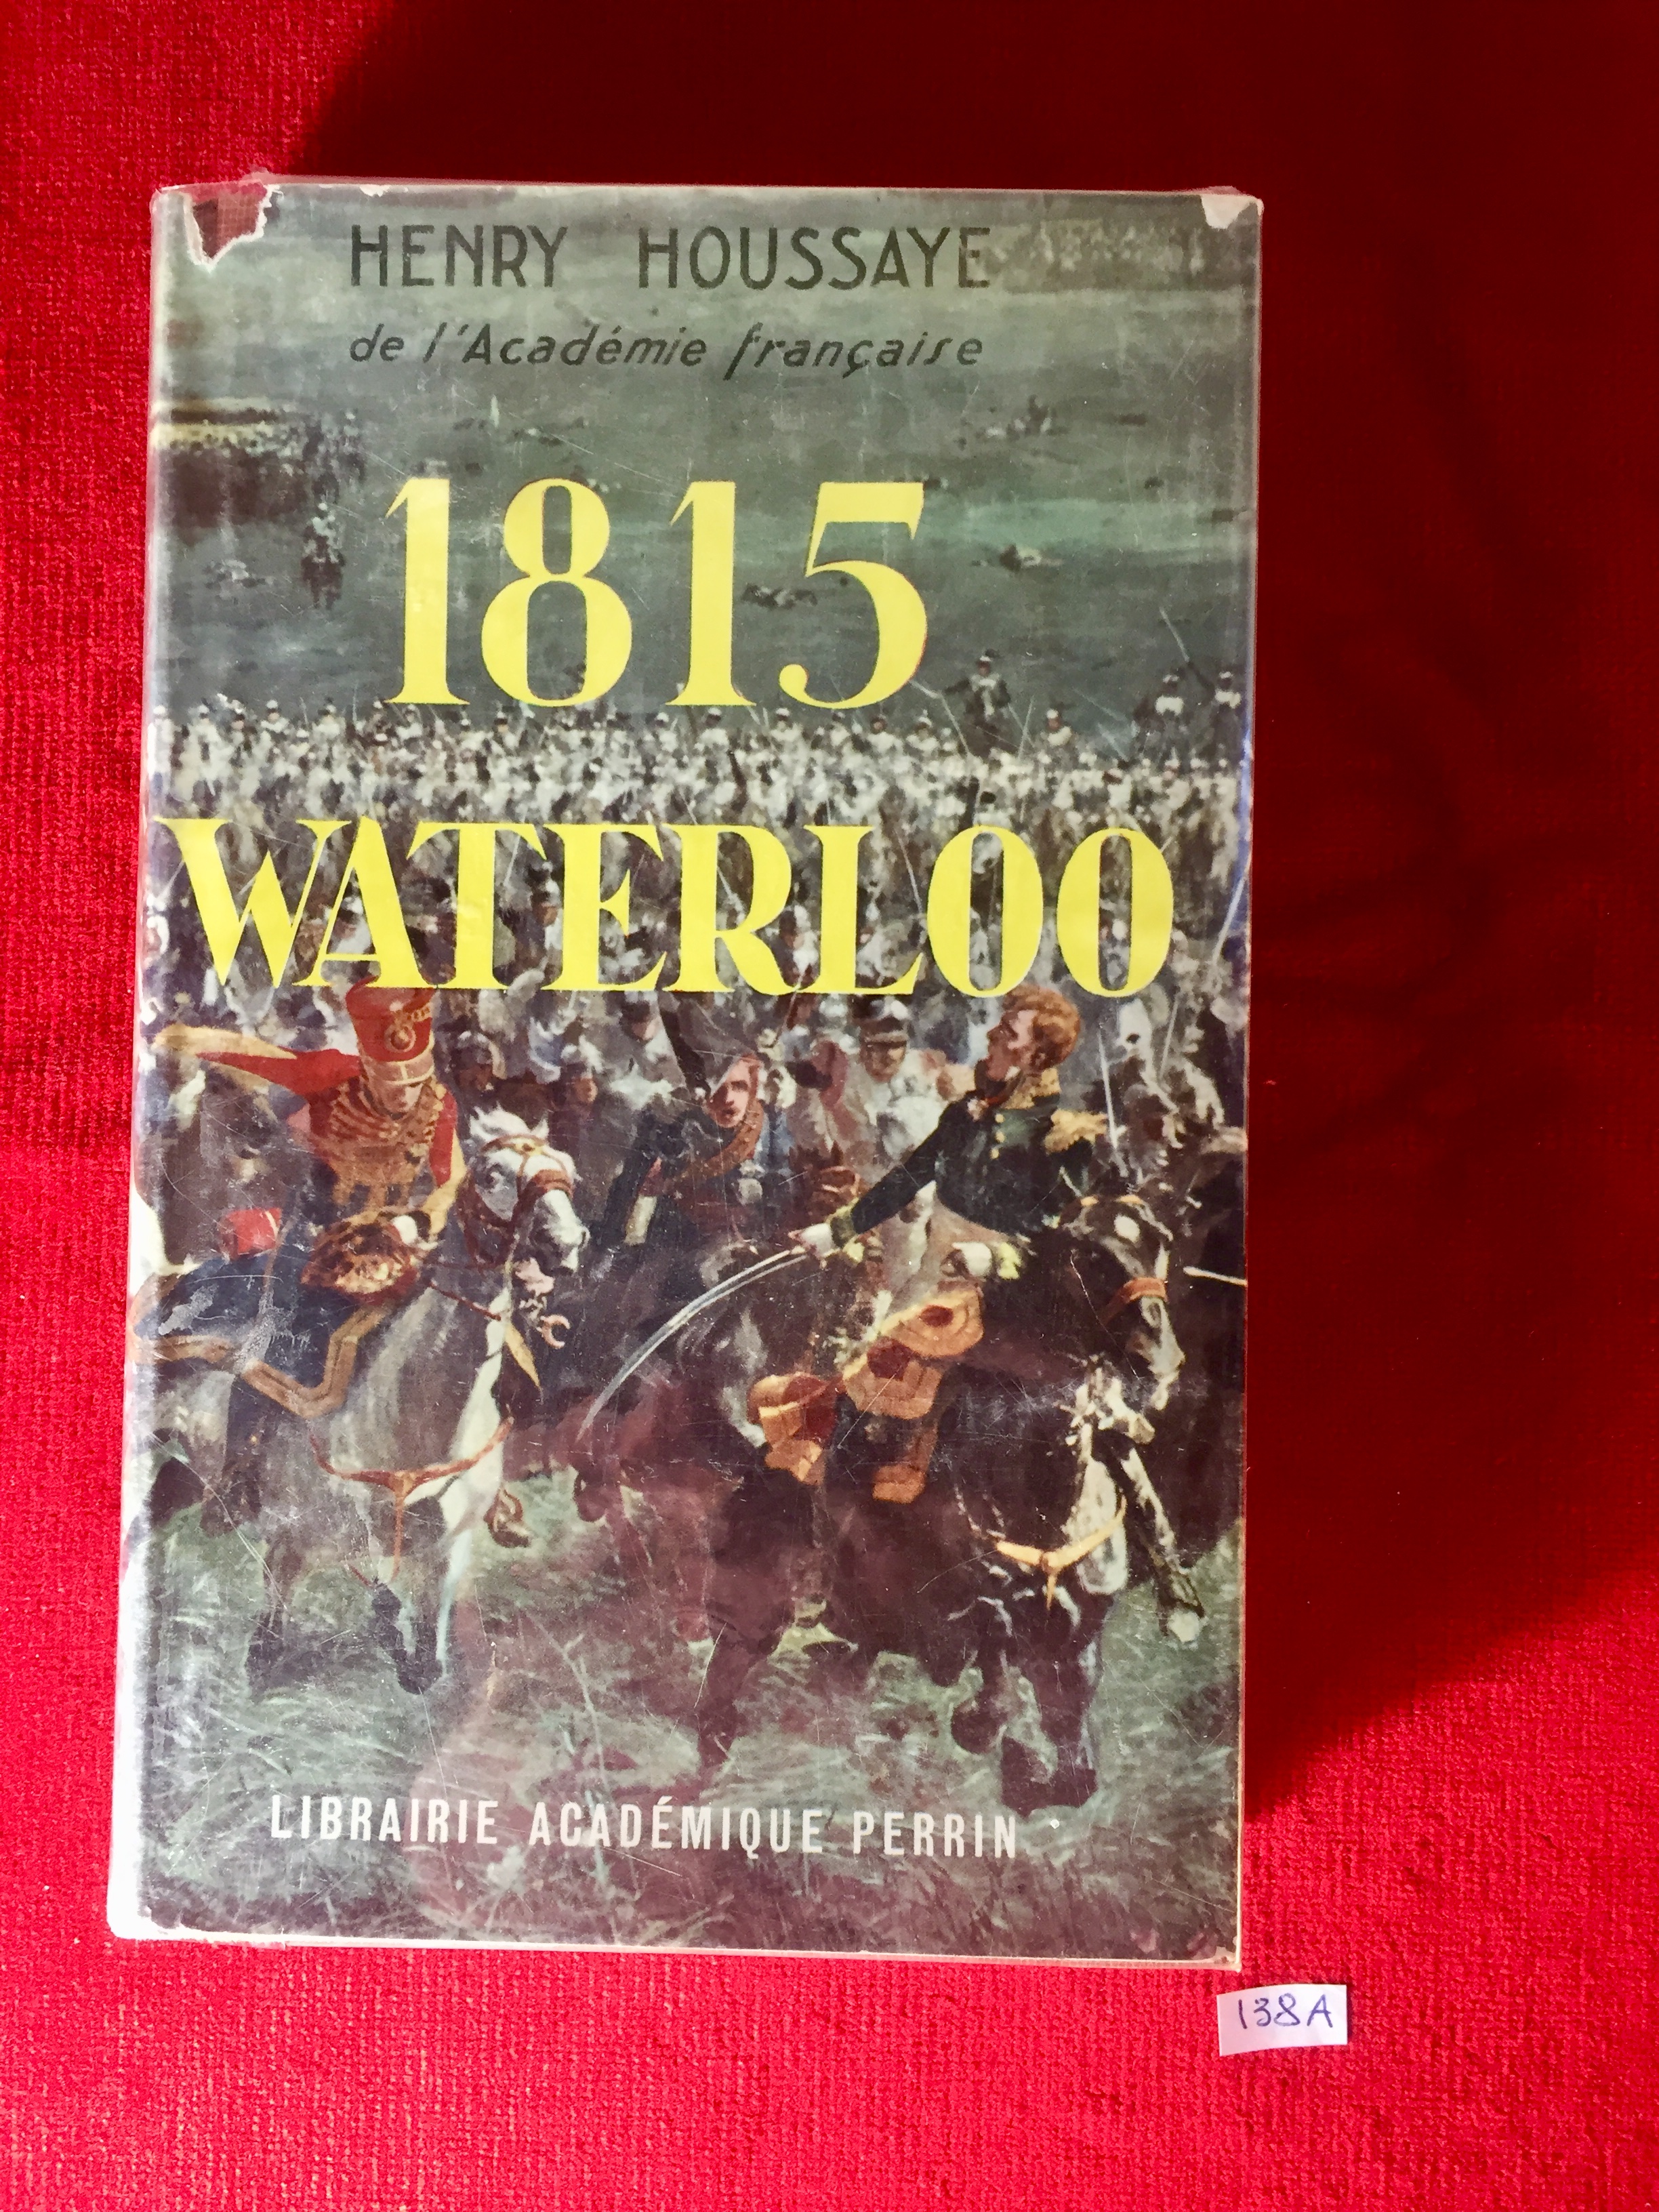 HENRY HOUSSAYE
de l'Académie française
1815
WATERLOO
LIBRAIRIE ACADÉMIQUE PERRIN
138A